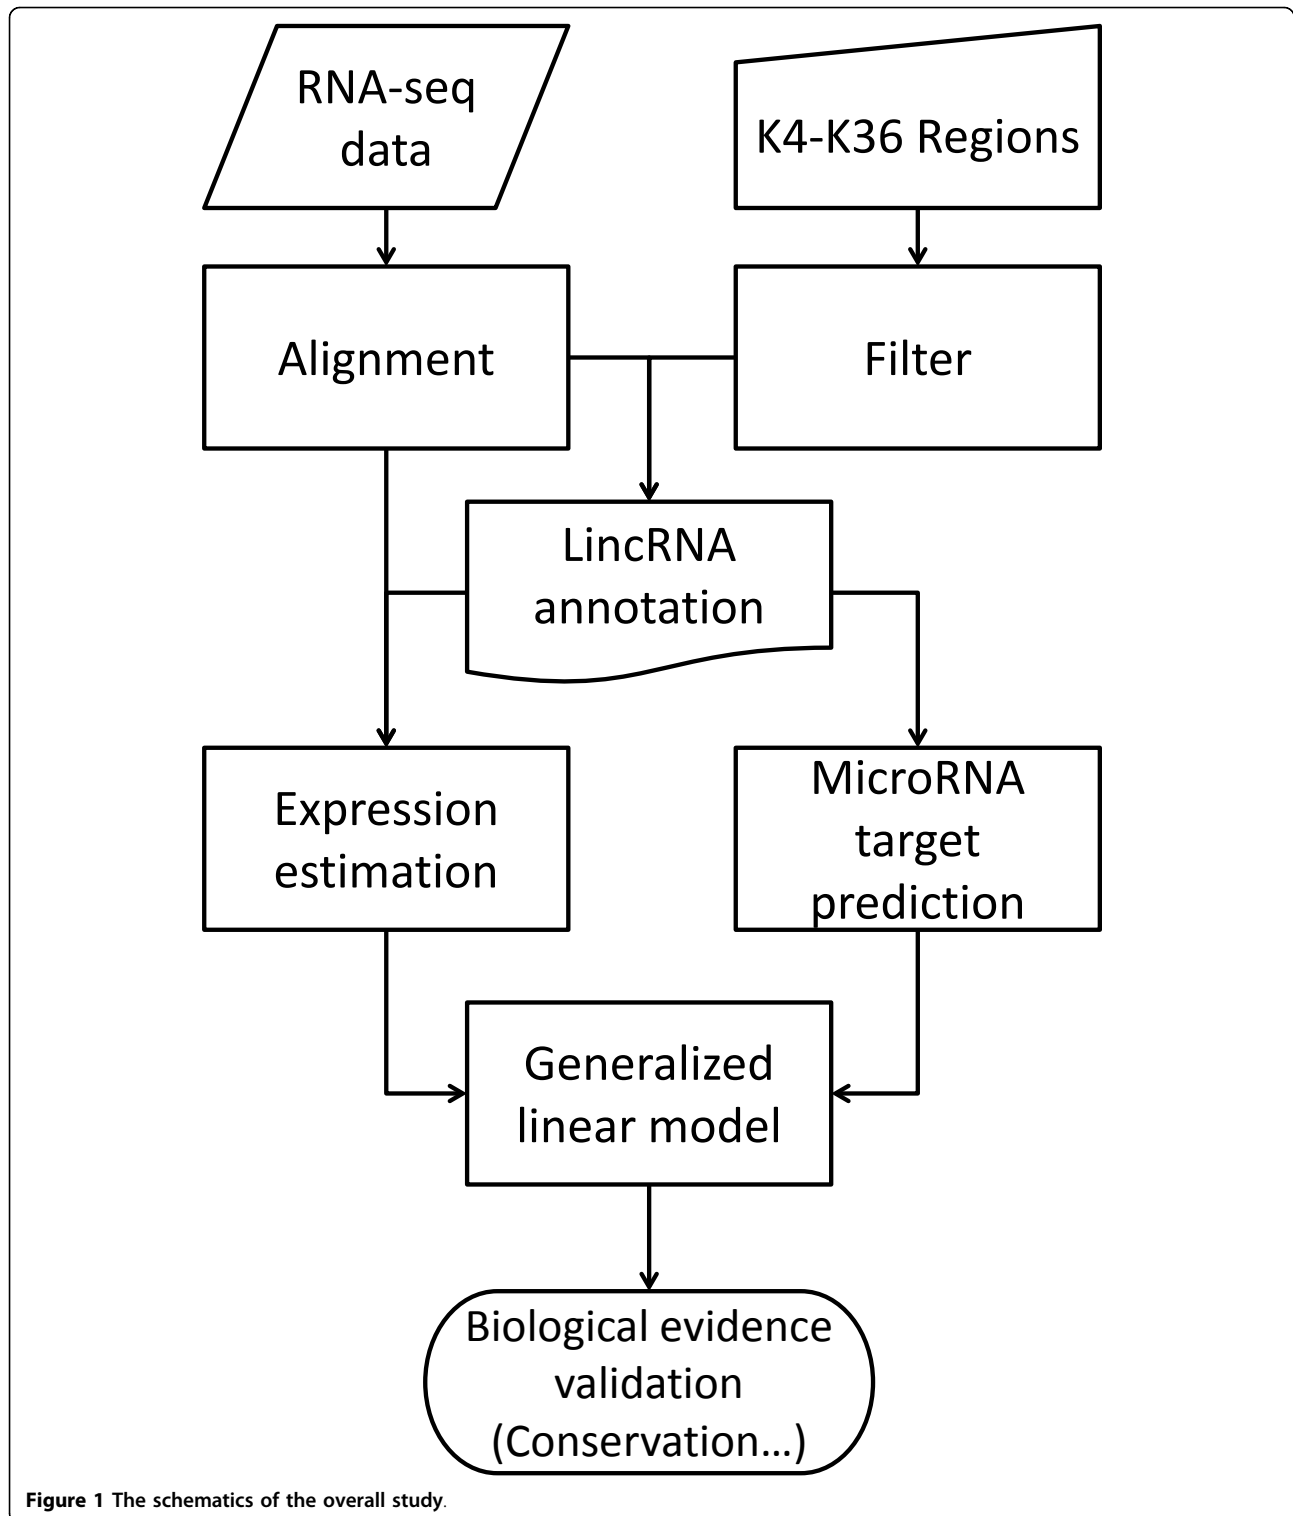 RNA-seq
data
K4-K36 Regions
Alignment
Filter
LincRNA
annotation
Expression
estimation
MicroRNA
target
prediction
Generalized
linear model
Biological evidence
validation
(Conservation...)
Figure 1 The schematics of the overall study.